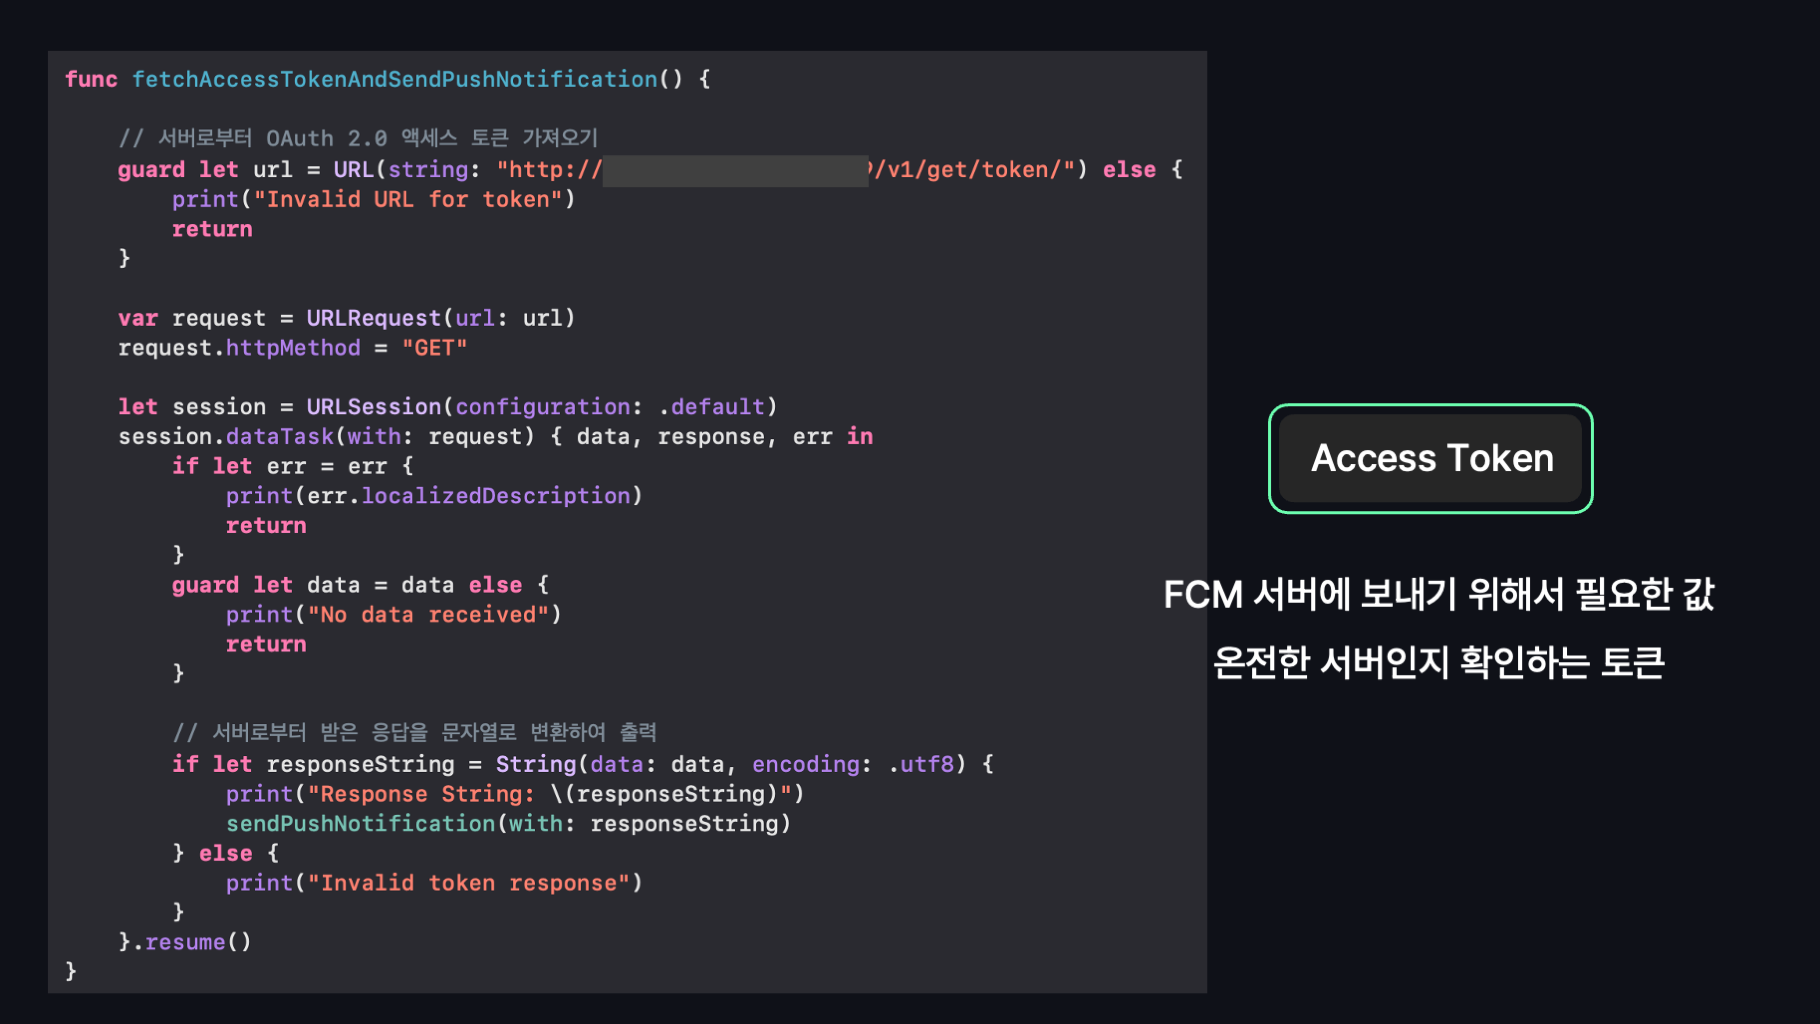 func fetchAccessTokenAndSendPushNotification() {
// 서버로부터 OAuth 2.0 액세스 토큰 가져오기
guard let url = URL(string: "http:///v1/get/token/") else {
print("Invalid URL for token")
return
}
var request = URLRequest(url: url)
request.httpMethod = "GET"
let session = URLSession(configuration: .default)
session.dataTask(with: request) { data, response, err in
if let err = err {
print(err.localizedDescription)
return
}
guard let data = data else {
print("No data received")
return
}
// 서버로부터 받은 응답을 문자열로 변환하여 출력
if let responseString = String(data: data, encoding: .utf8) {
print("Response String: \(responseString)")
sendPushNotification(with: responseString)
} else {
print("Invalid token response")
}
}.resume()
}
Access Token
FCM 서버에 보내기 위해서 필요한 값
온전한 서버인지 확인하는 토큰